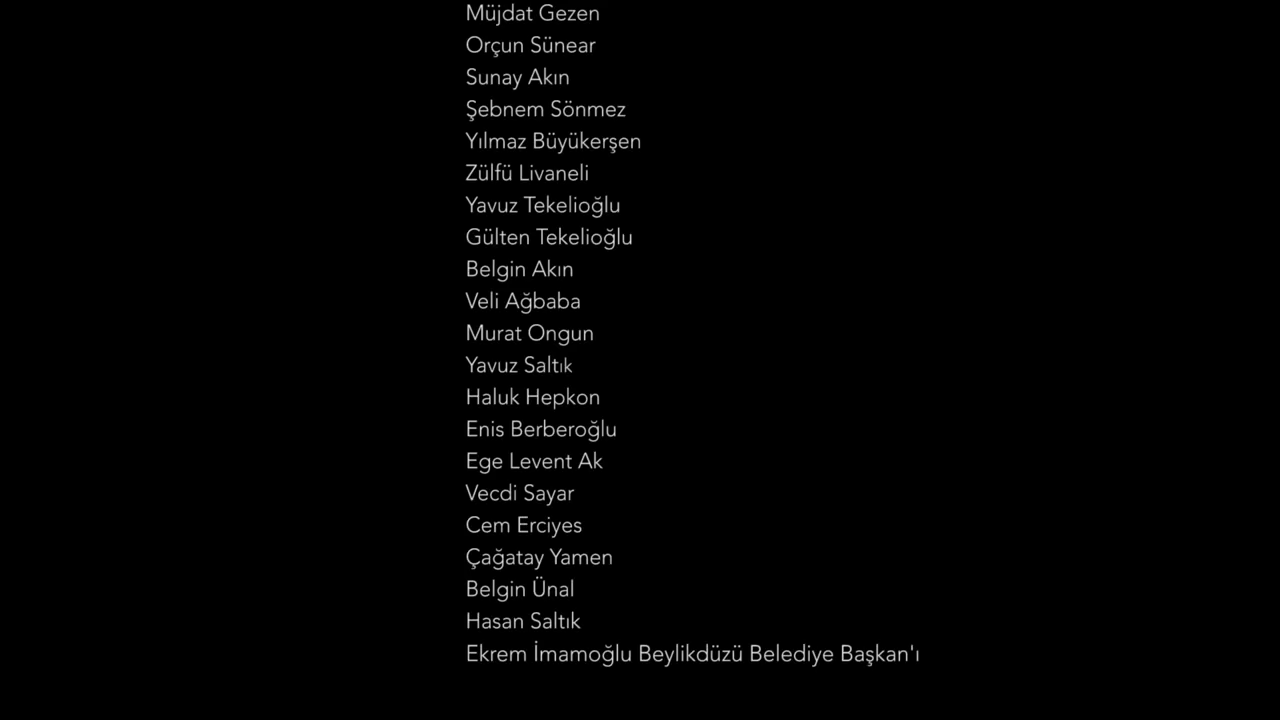 Müjdat Gezen
Orçun Sünear
Sunay Akın
Şebnem Sönmez
Yılmaz Büyükerşen
Zülfü Livaneli
Yavuz Tekelioğlu
Gülten Tekelioğlu
Belgin Akın
Veli Ağbaba
Murat Ongun
Yavuz Saltık
Haluk Hepkon
Enis Berberoğlu
Ege Levent Ak
Vecdi Sayar
Cem Erciyes
Çağatay Yamen
Belgin Ünal
Hasan Saltık
Ekrem İmamoğlu Beylikdüzü Belediye Başkan'ı